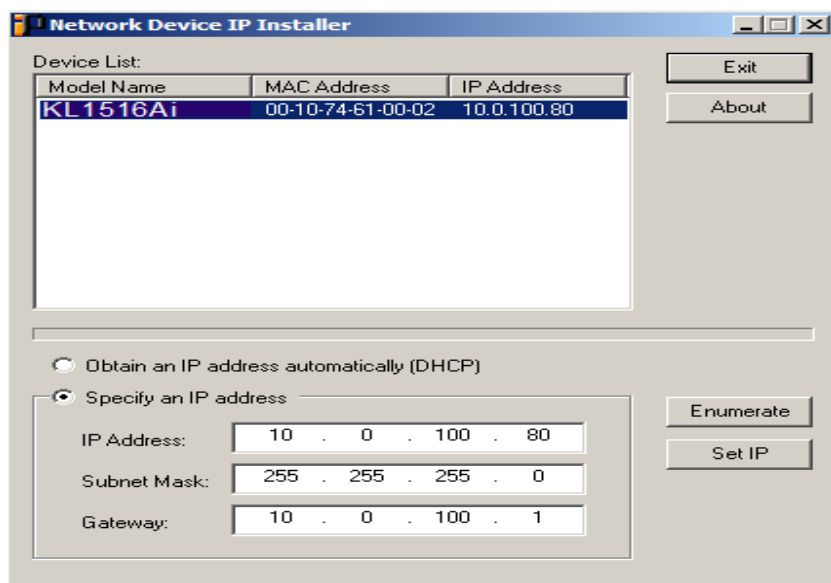 Network Device IP Installer
Device List:
Model Name MAC Address IP Address
KL1516Ai 00-10-74-61-00-02 10.0.100.80
Exit
About
Obtain an IP address automatically (DHCP)
Specify an IP address
IP Address: 10 . 0 . 100 . 80
Subnet Mask: 255 . 255 . 255 . 0
Gateway: 10 . 0 . 100 . 1
Enumerate
Set IP